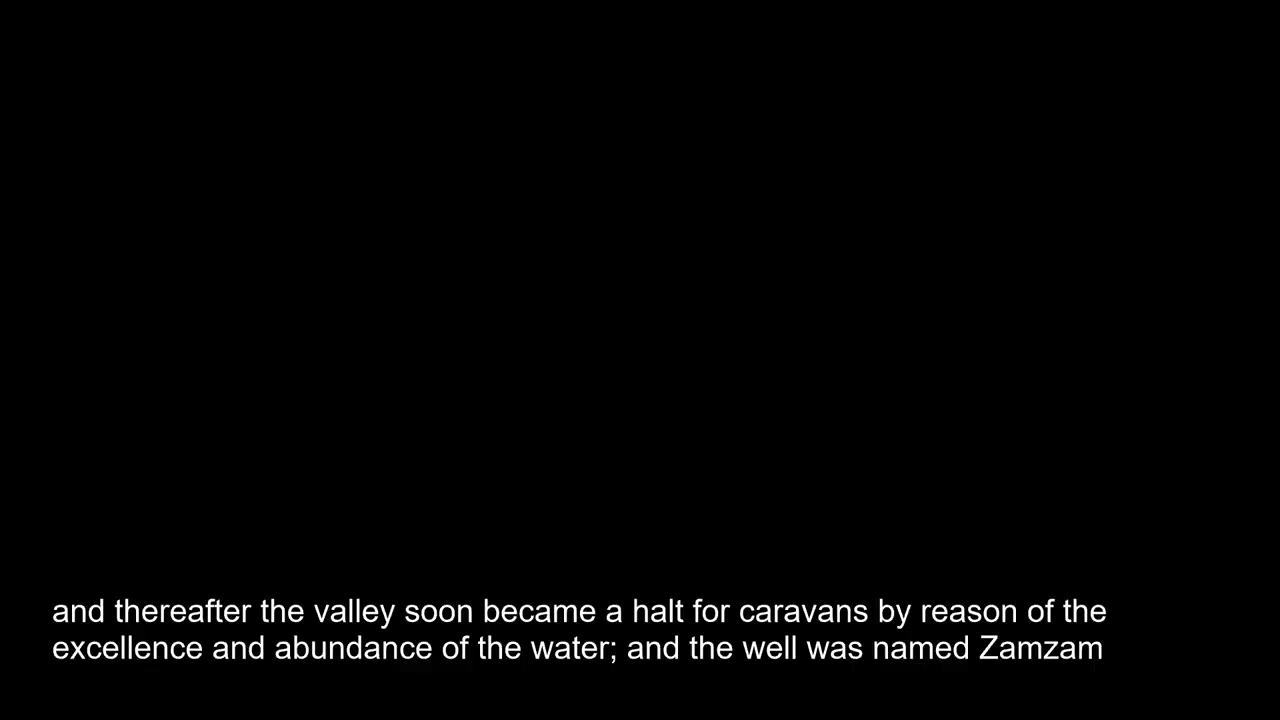 and thereafter the valley soon became a halt for caravans by reason of the
excellence and abundance of the water; and the well was named Zamzam